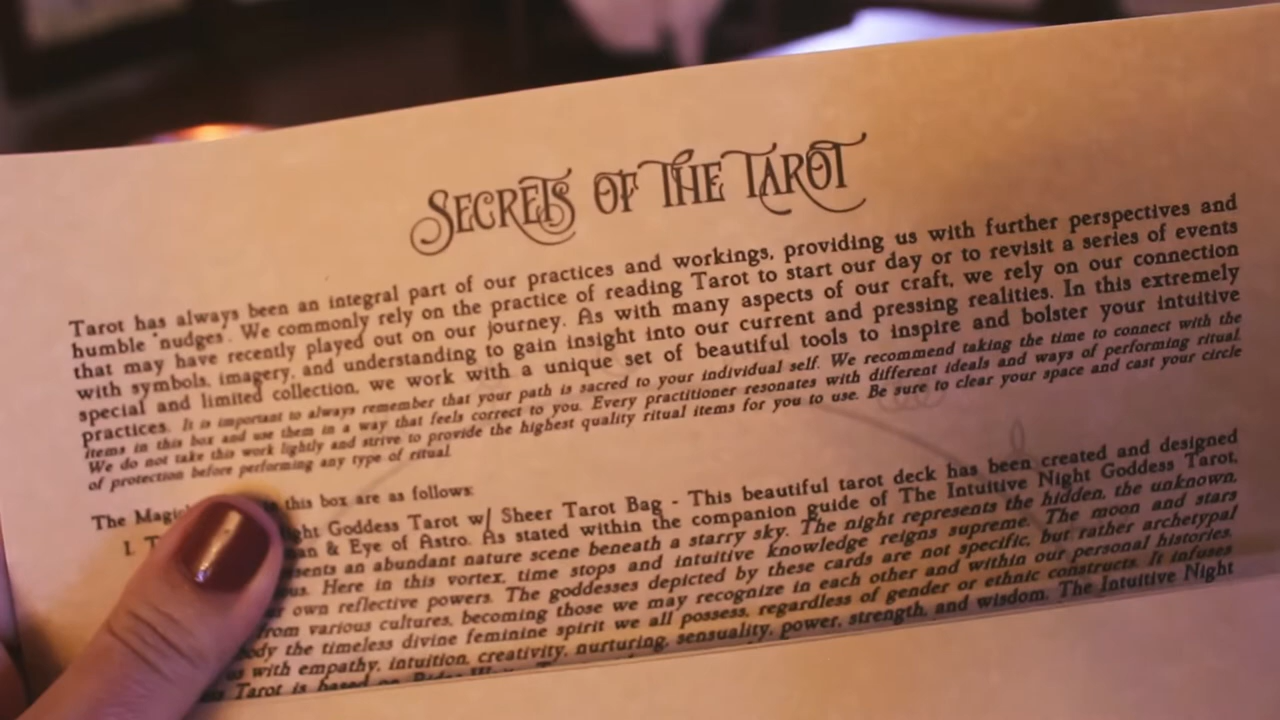 SECRETS OF THE TAROT
Tarot has always been an integral part of our practices and workings, providing us with further perspectives and
humble "nudges". We commonly rely on the practice of reading Tarot to start our day or to revisit a series of events
that may have recently played out on our journey. As with many aspects of our craft, we rely on our connection
with symbols, imagery, and understanding to gain insight into our current and pressing realities. In this extremely
special and limited collection, we work with a unique set of beautiful tools to inspire and bolster your intuitive
practices. It is important to always remember that your path is sacred to your individual self. We recommend taking the time to connect with the
items in this box and use them in a way that feels correct to you. Every practitioner resonates with different ideals and ways of performing ritual.
We do not take this work lightly and strive to provide the highest quality ritual items for you to use. Be sure to clear your space and cast your circle
of protection before performing any type of ritual.
The this box are as follows:
1. Goddess Tarot w/ Sheer Tarot Bag - This beautiful tarot deck has been created and designed
& Eye of Astro. As stated within the companion guide of The Intuitive Night Goddess Tarot,
an abundant nature scene beneath a starry sky. The night represents the hidden, the unknown,
Here in this vortex, time stops and intuitive knowledge reigns supreme. The moon and stars
own reflective powers. The goddesses depicted by these cards are not specific, but rather archetypal
from various cultures, becoming those we may recognize in each other and within our personal histories.
the timeless divine feminine spirit we all possess, regardless of gender or ethnic constructs. It infuses
with empathy, intuition, creativity, nurturing, sensuality, power, strength, and wisdom. The Intuitive Night
Tarot is based on